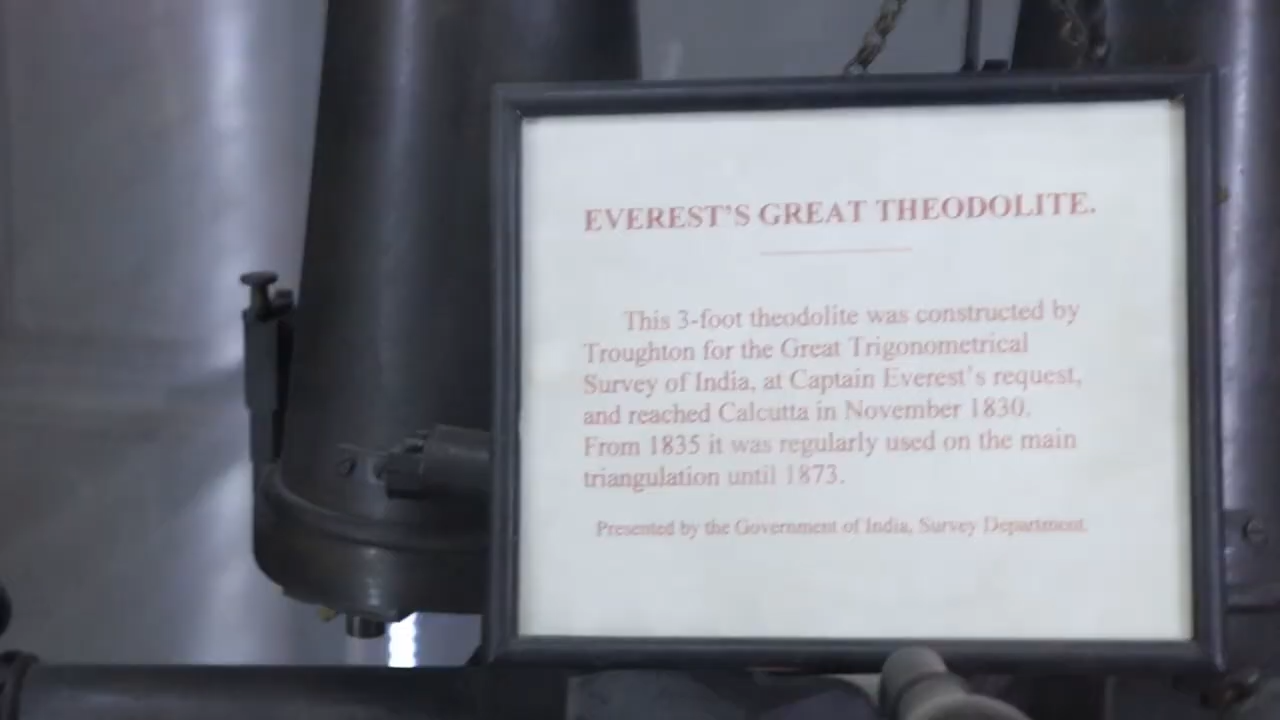 EVEREST'S GREAT THEODOLITE.
This 3-foot theodolite was constructed by
Troughton for the Great Trigonometrical
Survey of India, at Captain Everest's request,
and reached Calcutta in November 1830.
From 1835 it was regularly used on the main
triangulation until 1873.
Presented by the Government of India, Survey Department.